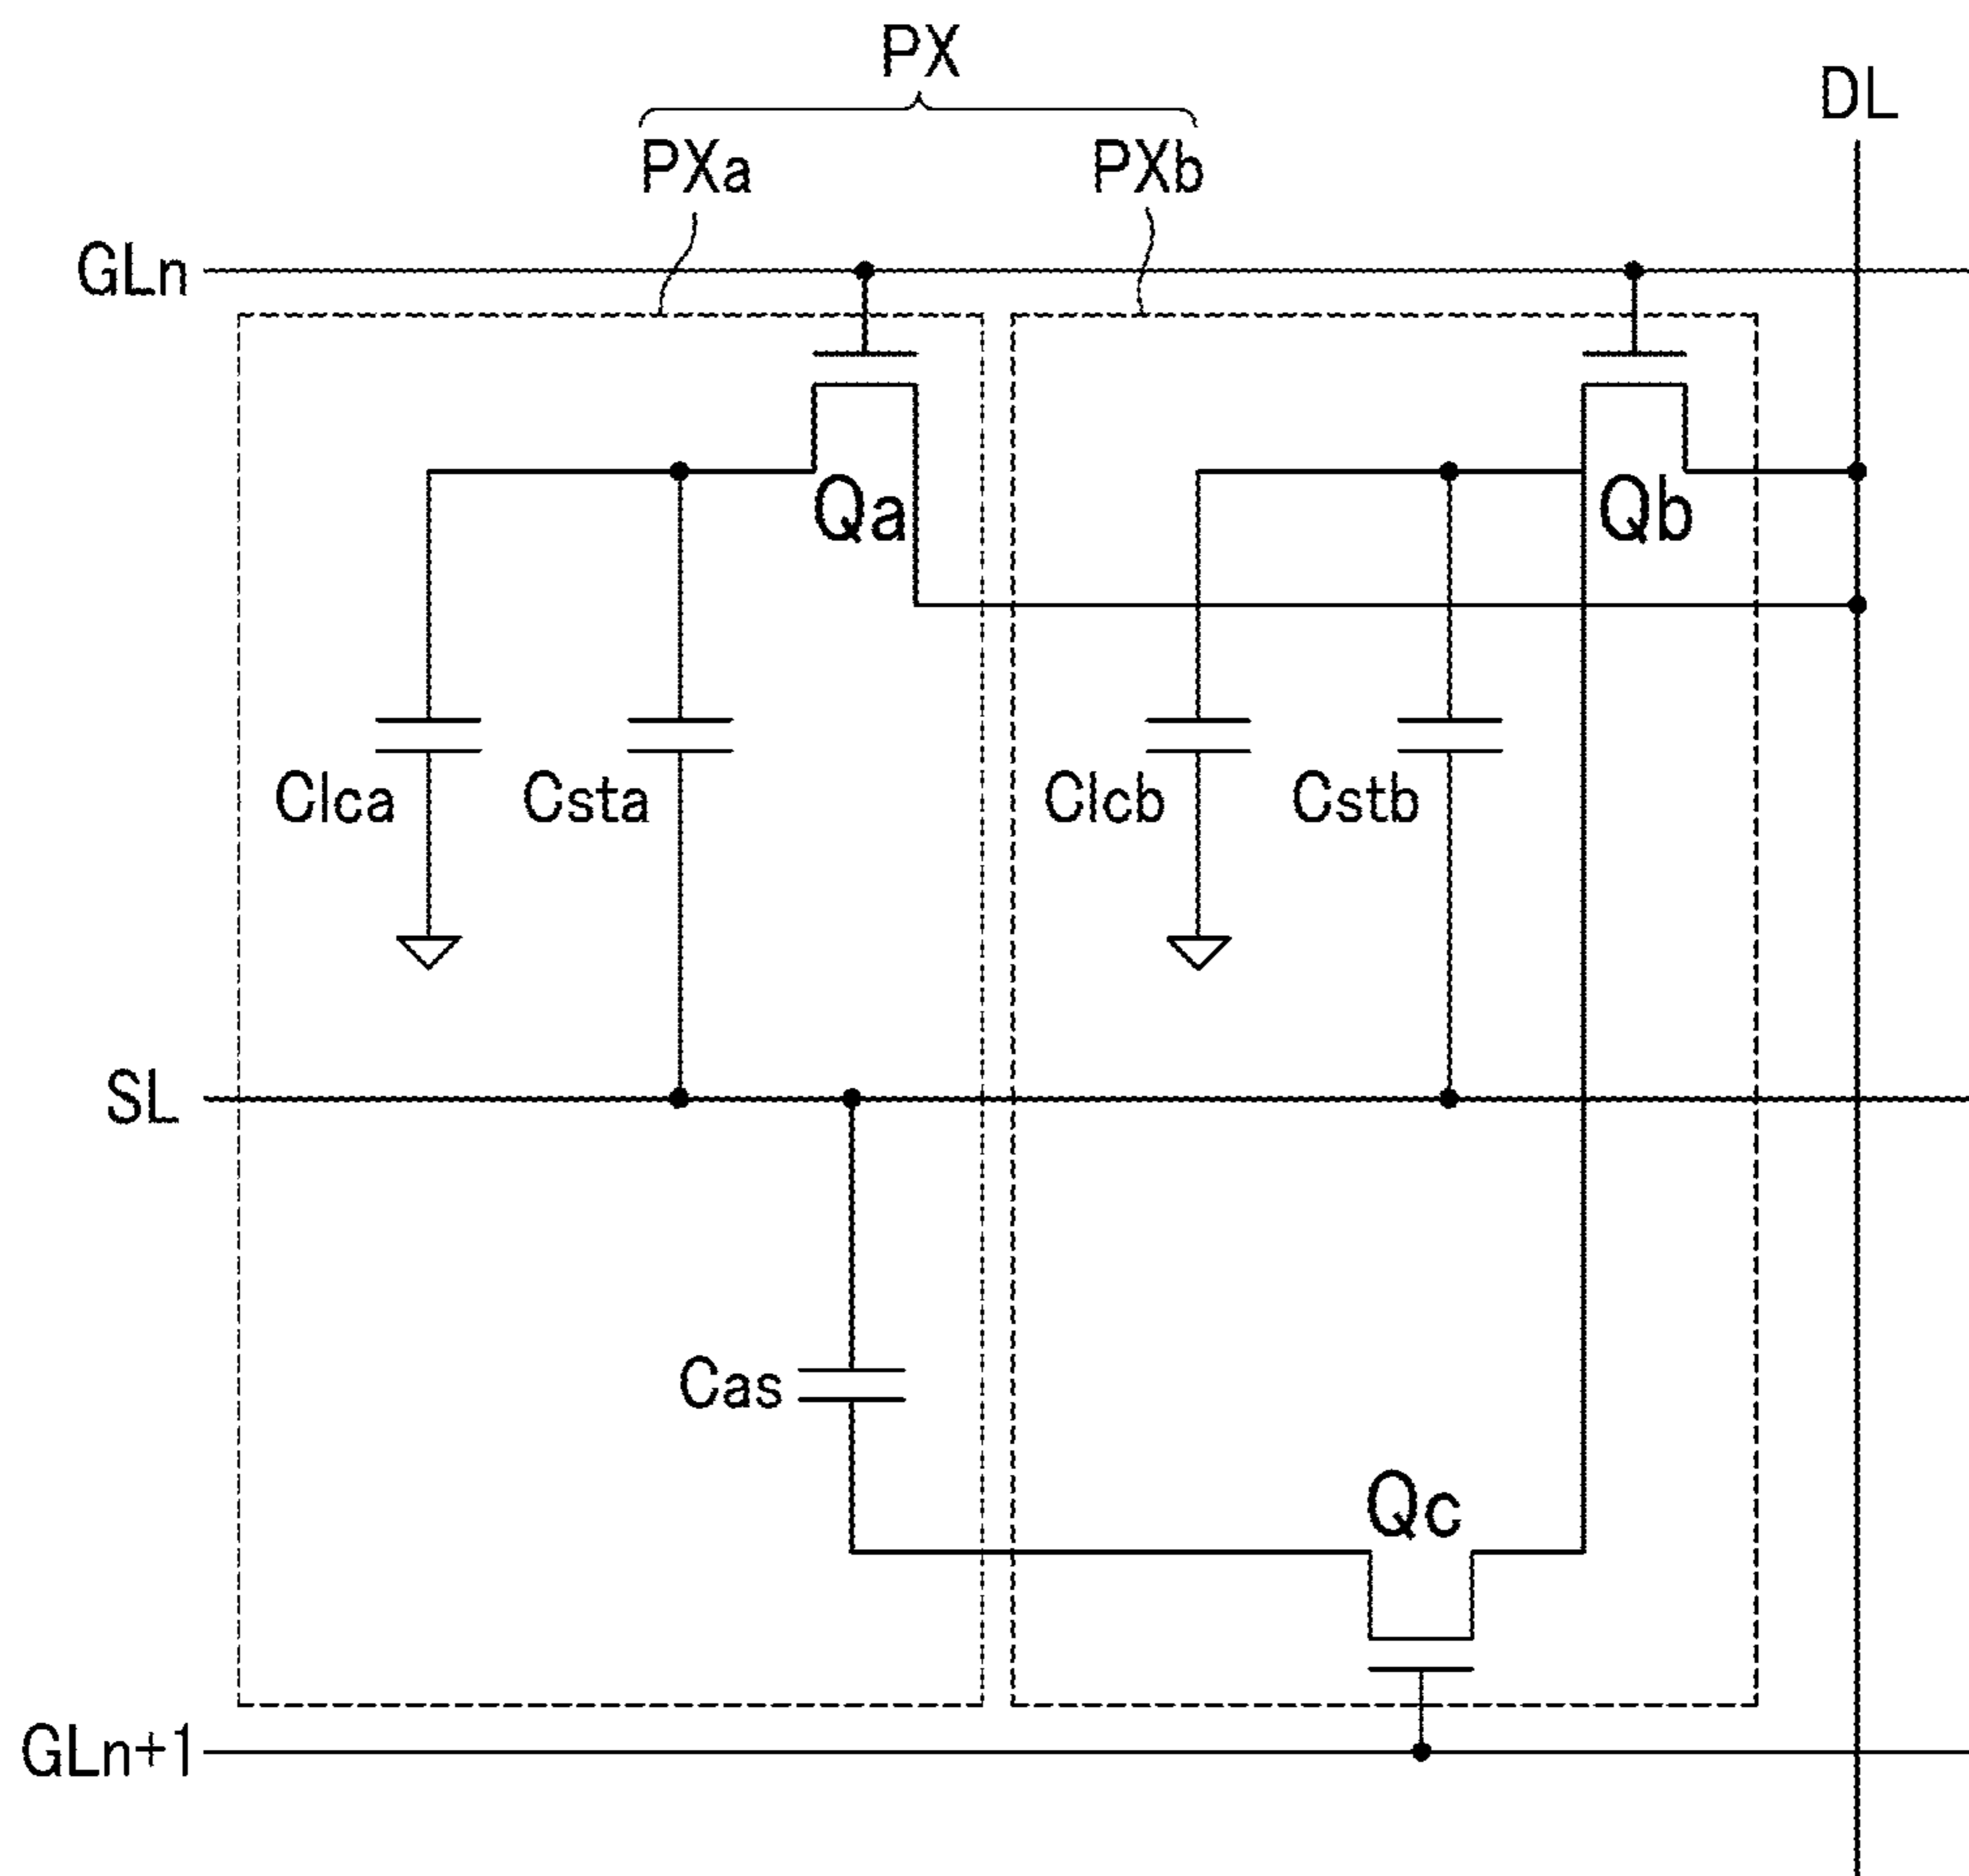 PX
DL
PXa PXb
GLn
Qa Qb
Clca Csta Clcb Cstb
SL
Cas
Qc
GLn+1